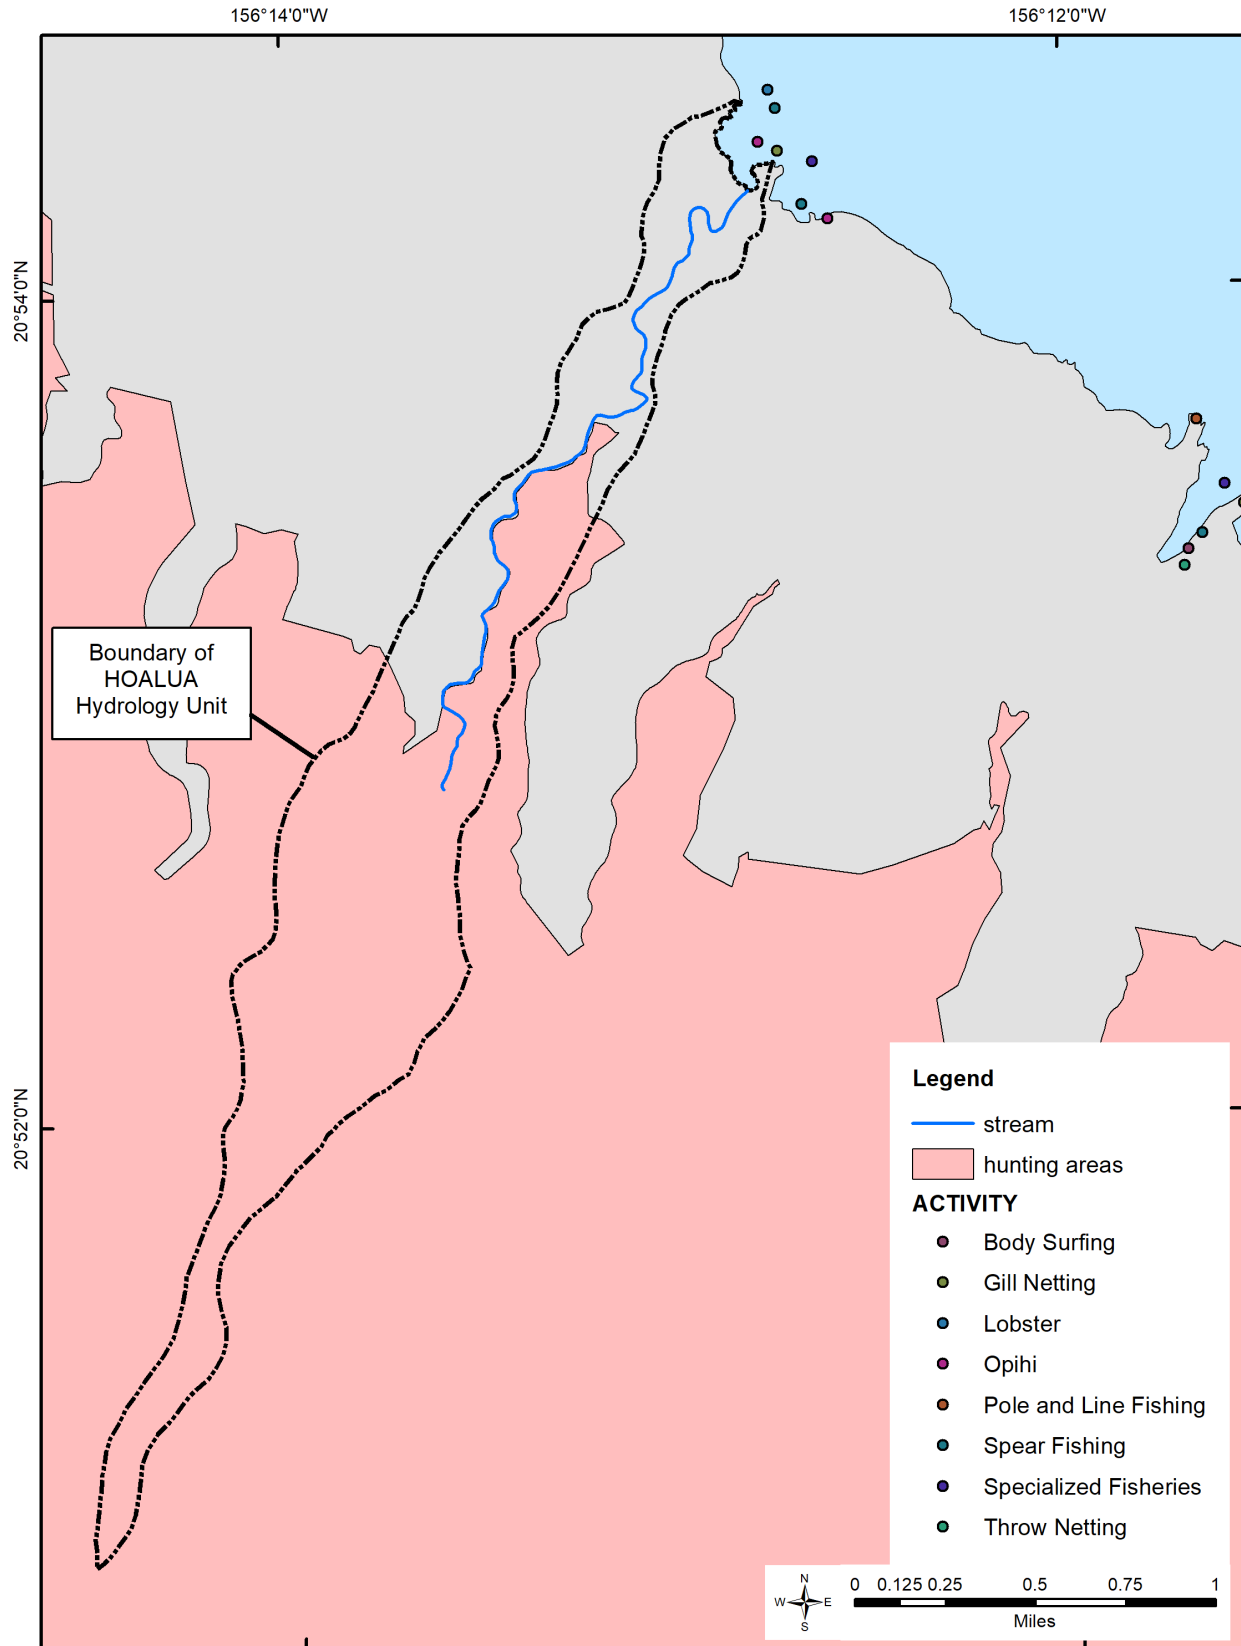 156°14'0"W
156°12'0"W
20°54'0"N
Boundary of
HOALUA
Hydrology Unit
20°52'0"N
Legend
stream
hunting areas
ACTIVITY
Body Surfing
Gill Netting
Lobster
Opihi
Pole and Line Fishing
Spear Fishing
Specialized Fisheries
Throw Netting
N
W E
S
0 0.125 0.25 0.5 0.75 1
Miles